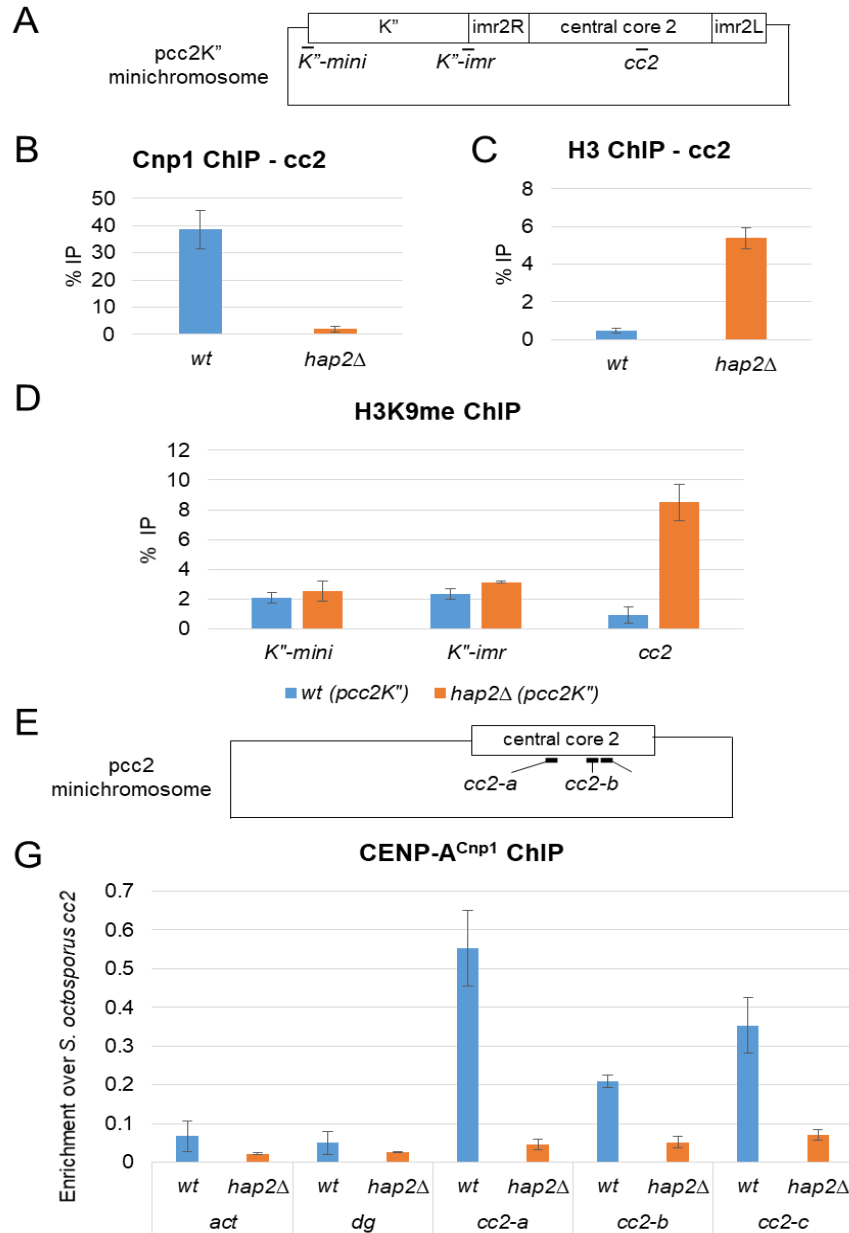 A
K" imr2R central core 2 imr2L
pcc2K"
minichromosome
K"-mini K"-imr cc2
B
Cnp1 ChIP - cc2
50
40
30
20
10
0
% IP
wt hap2Δ
C
H3 ChIP - cc2
8
6
4
2
0
% IP
wt hap2Δ
D
H3K9me ChIP
12
10
8
6
4
2
0
% IP
K"-mini K"-imr cc2
wt (pcc2K") hap2Δ (pcc2K")
E
central core 2
pcc2
minichromosome
cc2-a cc2-b
G
CENP-A^Cnp1 ChIP
0.7
0.6
0.5
0.4
0.3
0.2
0.1
0
Enrichment over S. octosporus cc2
wt hap2Δ wt hap2Δ wt hap2Δ wt hap2Δ wt hap2Δ
act dg cc2-a cc2-b cc2-c